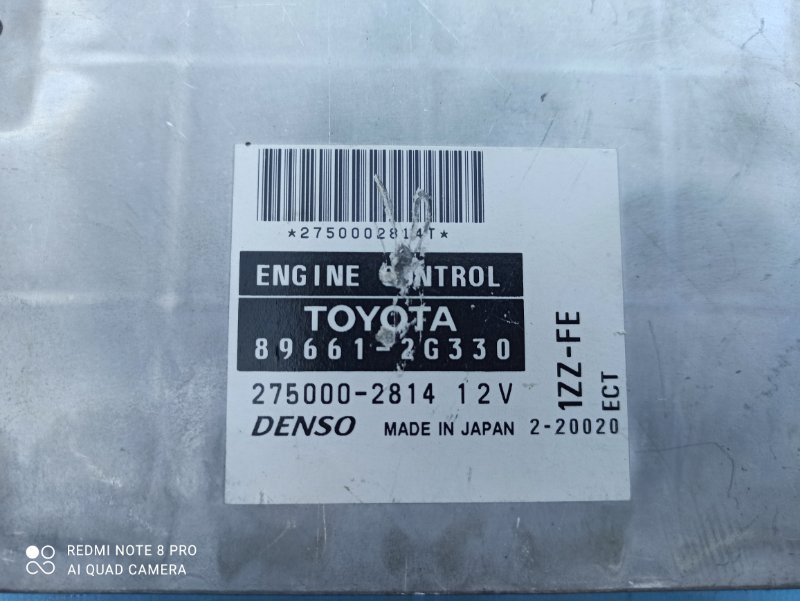 *2750002814T*
ENGINE CONTROL
TOYOTA
89661-2G330
275000-2814 12V
DENSO MADE IN JAPAN 2-20020
1ZZ-FE
ECT
REDMI NOTE 8 PRO
AI QUAD CAMERA